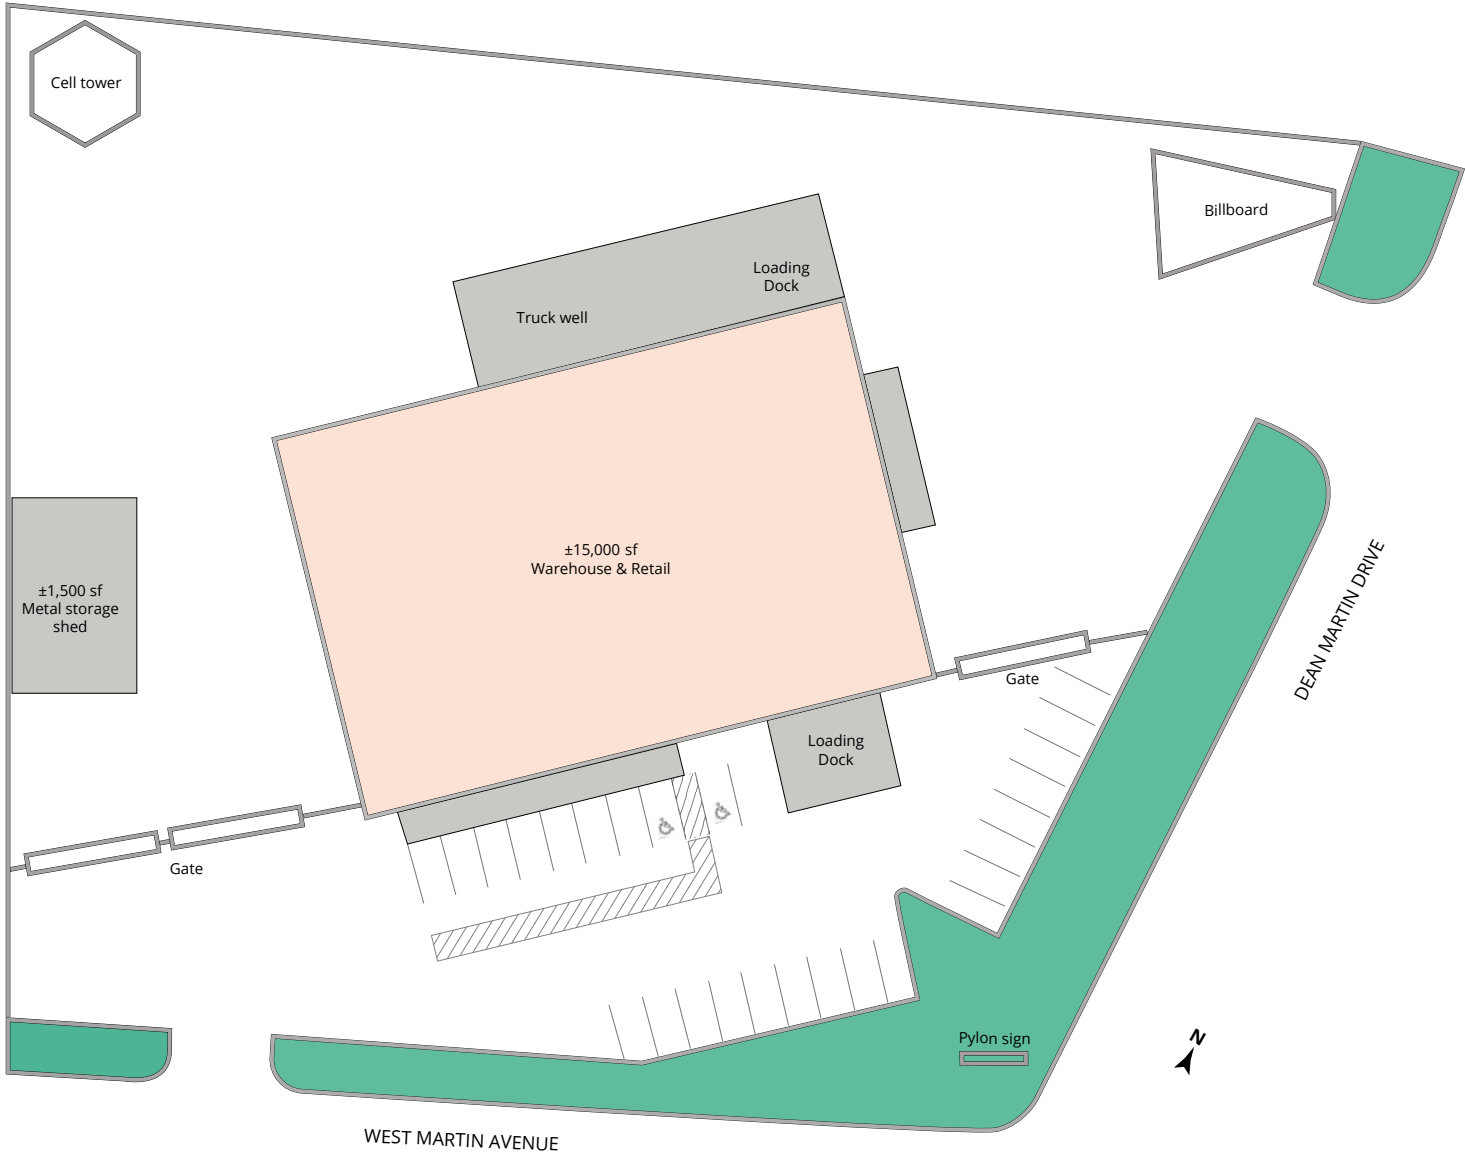 Cell tower
Billboard
Loading
Dock
Truck well
±15,000 sf
Warehouse & Retail
±1,500 sf
Metal storage
shed
DEAN MARTIN DRIVE
Gate
Loading
Dock
Gate
N
Pylon sign
WEST MARTIN AVENUE